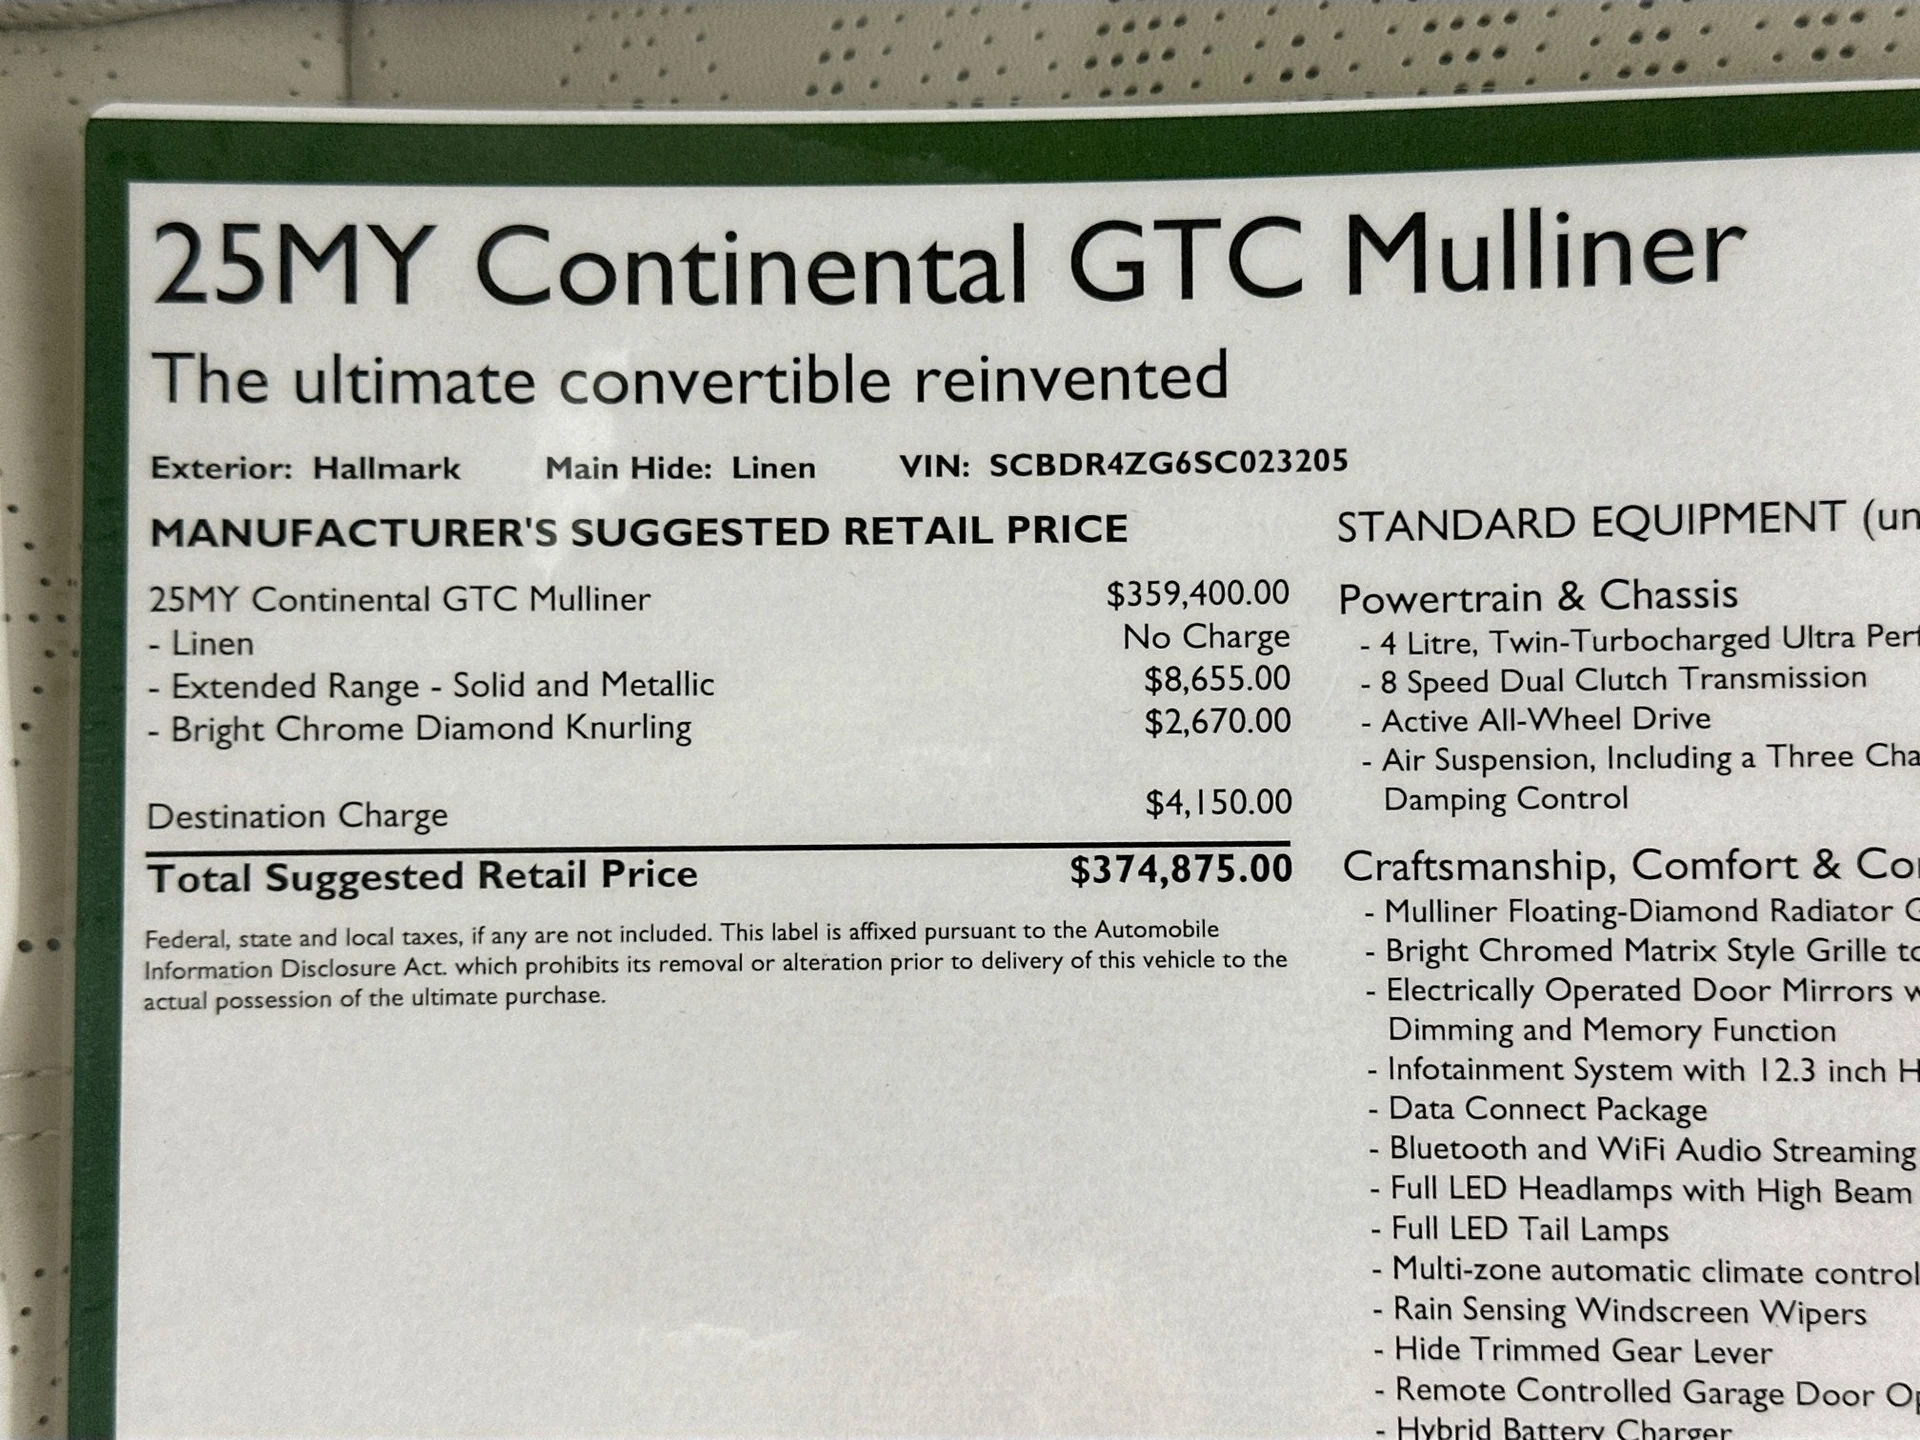 25MY Continental GTC Mulliner
The ultimate convertible reinvented
Exterior: Hallmark Main Hide: Linen VIN: SCBDR4ZG6SC023205
MANUFACTURER'S SUGGESTED RETAIL PRICE
25MY Continental GTC Mulliner $359,400.00
- Linen No Charge
- Extended Range - Solid and Metallic $8,655.00
- Bright Chrome Diamond Knurling $2,670.00
Destination Charge $4,150.00
Total Suggested Retail Price $374,875.00
Federal, state and local taxes, if any are not included. This label is affixed pursuant to the Automobile
Information Disclosure Act. which prohibits its removal or alteration prior to delivery of this vehicle to the
actual possession of the ultimate purchase.
STANDARD EQUIPMENT
Powertrain & Chassis
- 4 Litre, Twin-Turbocharged Ultra
- 8 Speed Dual Clutch Transmission
- Active All-Wheel Drive
- Air Suspension, Including a Three
Damping Control
Craftsmanship, Comfort &
- Mulliner Floating-Diamond Radiator
- Bright Chromed Matrix Style Grille
- Electrically Operated Door Mirrors
Dimming and Memory Function
- Infotainment System with 12.3 inch
- Data Connect Package
- Bluetooth and WiFi Audio Streaming
- Full LED Headlamps with High Beam
- Full LED Tail Lamps
- Multi-zone automatic climate control
- Rain Sensing Windscreen Wipers
- Hide Trimmed Gear Lever
- Remote Controlled Garage Door
- Hybrid Battery Charger